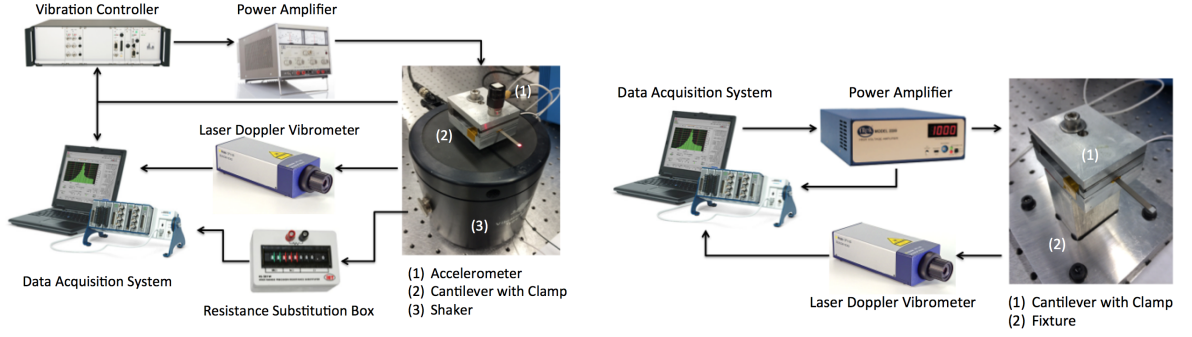 Vibration Controller
Power Amplifier
(1)
(2)
Laser Doppler Vibrometer
(3)
Data Acquisition System
Resistance Substitution Box
(1) Accelerometer
(2) Cantilever with Clamp
(3) Shaker
Data Acquisition System
Power Amplifier
1000
(1)
(2)
Laser Doppler Vibrometer
(1) Cantilever with Clamp
(2) Fixture